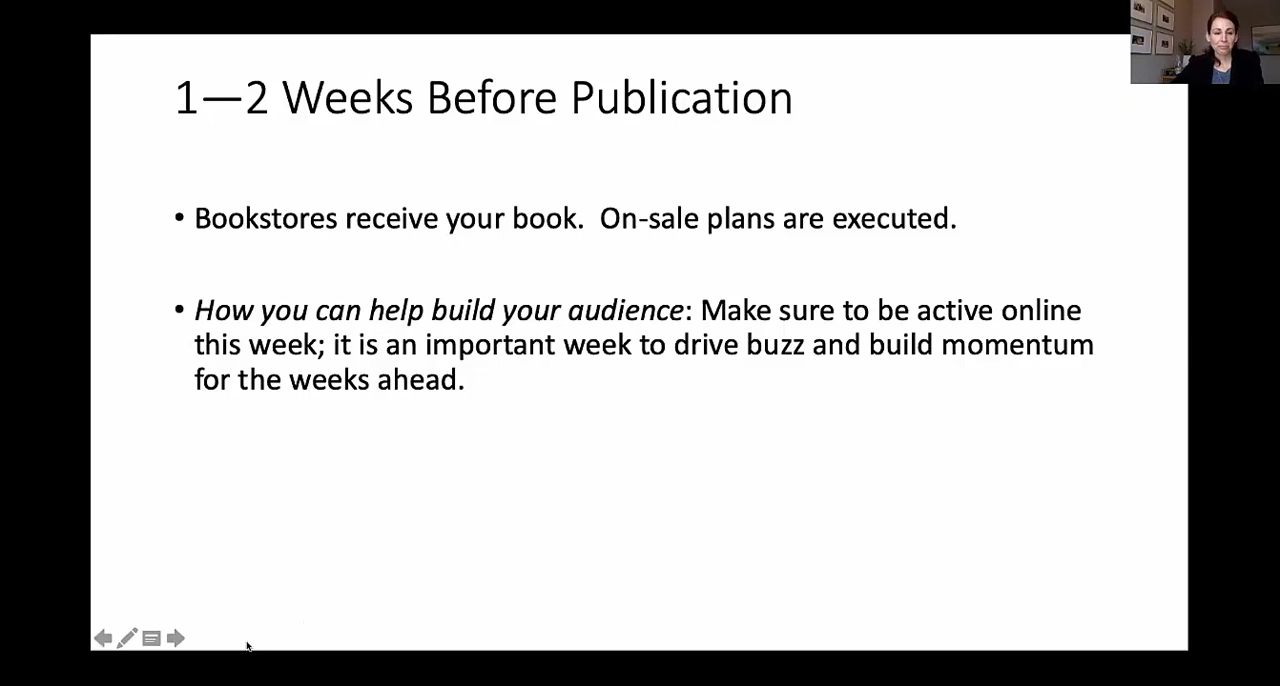 1—2 Weeks Before Publication
• Bookstores receive your book.  On-sale plans are executed.
• How you can help build your audience: Make sure to be active online
this week; it is an important week to drive buzz and build momentum
for the weeks ahead.